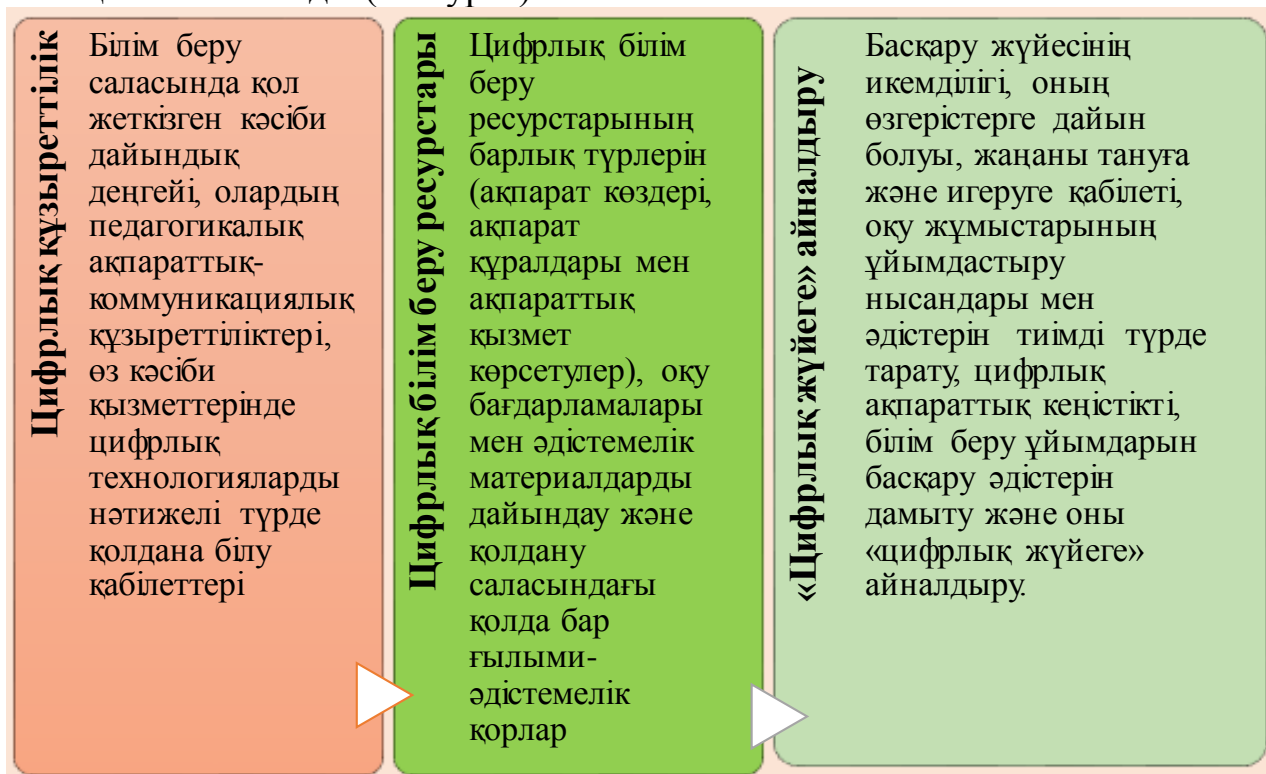 Цифрлық құзыреттілік
Білім беру
саласында қол
жеткізген кәсіби
дайындық
деңгейі, олардың
педагогикалық
ақпараттық-
коммуникациялық
құзыреттіліктері,
өз кәсіби
қызметтерінде
цифрлық
технологияларды
нәтижелі түрде
қолдана білу
қабілеттері
Цифрлық білім беру ресурстары
Цифрлық білім
беру
ресурстарының
барлық түрлерін
(ақпарат көздері,
ақпарат
құралдары мен
ақпараттық
қызмет
көрсетулер), оқу
бағдарламалары
мен әдістемелік
материалдарды
дайындау және
қолдану
саласындағы
қолда бар
ғылыми-
әдістемелік
қорлар
«Цифрлық жүйеге» айналдыру
Басқару жүйесінің
икемділігі, оның
өзгерістерге дайын
болуы, жаңаны тануға
және игеруге қабілеті,
оқу жұмыстарының
ұйымдастыру
нысандары мен
әдістерін тиімді түрде
тарату, цифрлық
ақпараттық кеңістікті,
білім беру ұйымдарын
басқару әдістерін
дамыту және оны
«цифрлық жүйеге»
айналдыру.